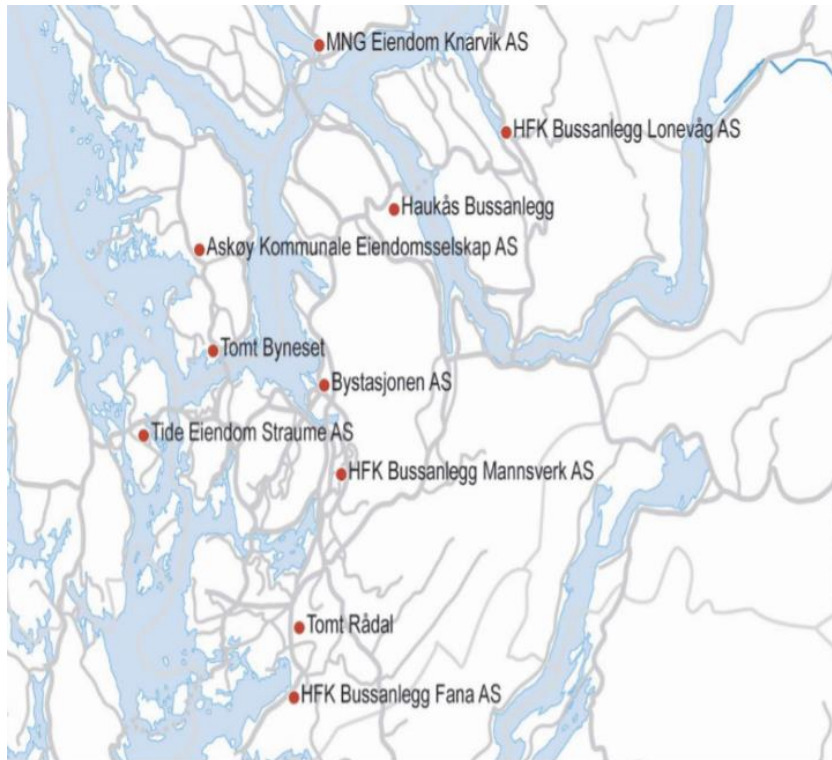 MNG Eiendom Knarvik AS
HFK Bussanlegg Lonevåg AS
Haukås Bussanlegg
Askøy Kommunale Eiendomsselskap AS
Tomt Byneset
Bystasjonen AS
Tide Eiendom Straume AS
HFK Bussanlegg Mannsverk AS
Tomt Rådal
HFK Bussanlegg Fana AS